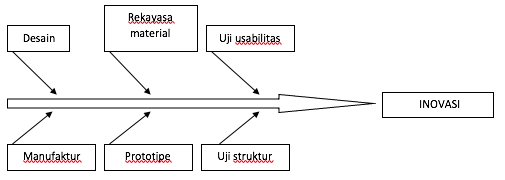 Desain
Rekayasa
material
Uji usabilitas
INOVASI
Manufaktur
Prototipe
Uji struktur